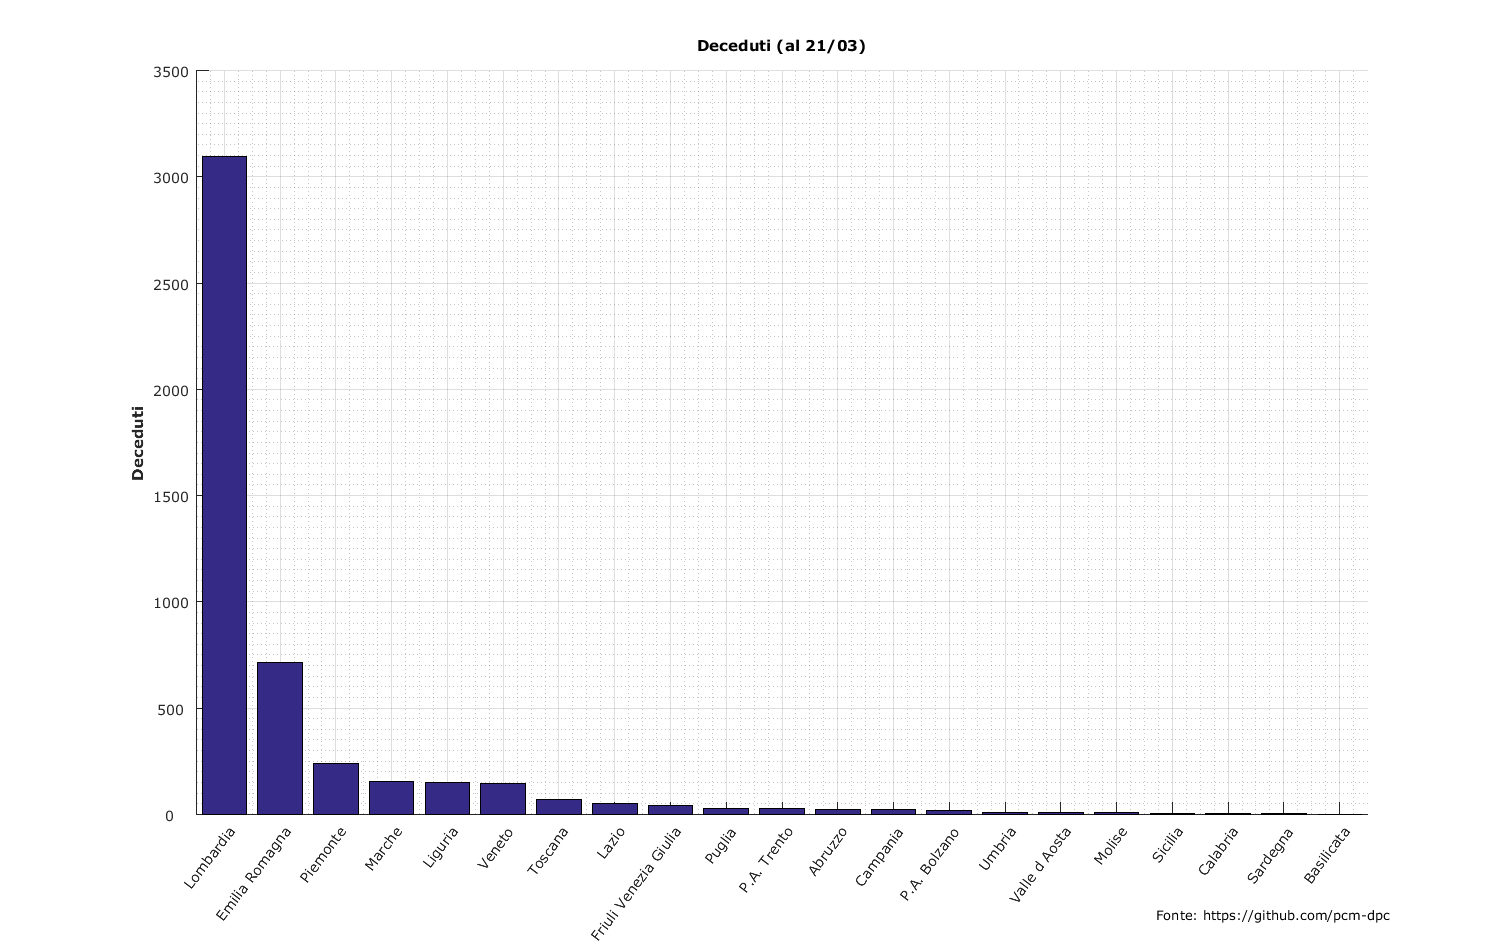 Deceduti (al 21/03)
3500
3000
2500
2000
1500
1000
500
0
Deceduti
Lombardia
Emilia Romagna
Piemonte
Marche
Liguria
Veneto
Toscana
Lazio
Friuli Venezia Giulia
Puglia
P.A. Trento
Abruzzo
Campania
P.A. Bolzano
Umbria
Valle d Aosta
Molise
Sicilia
Calabria
Sardegna
Basilicata
Fonte: https://github.com/pcm-dpc